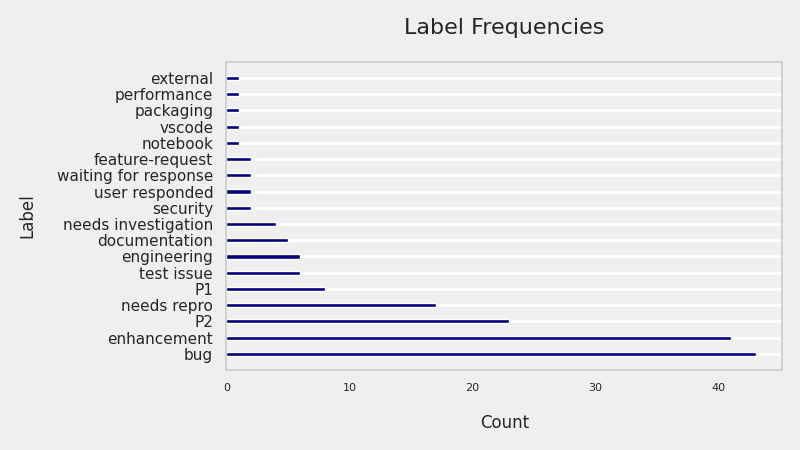 Label Frequencies
external
performance
packaging
vscode
notebook
feature-request
waiting for response
user responded
security
needs investigation
documentation
engineering
test issue
P1
needs repro
P2
enhancement
bug
Label
0 10 20 30 40
Count